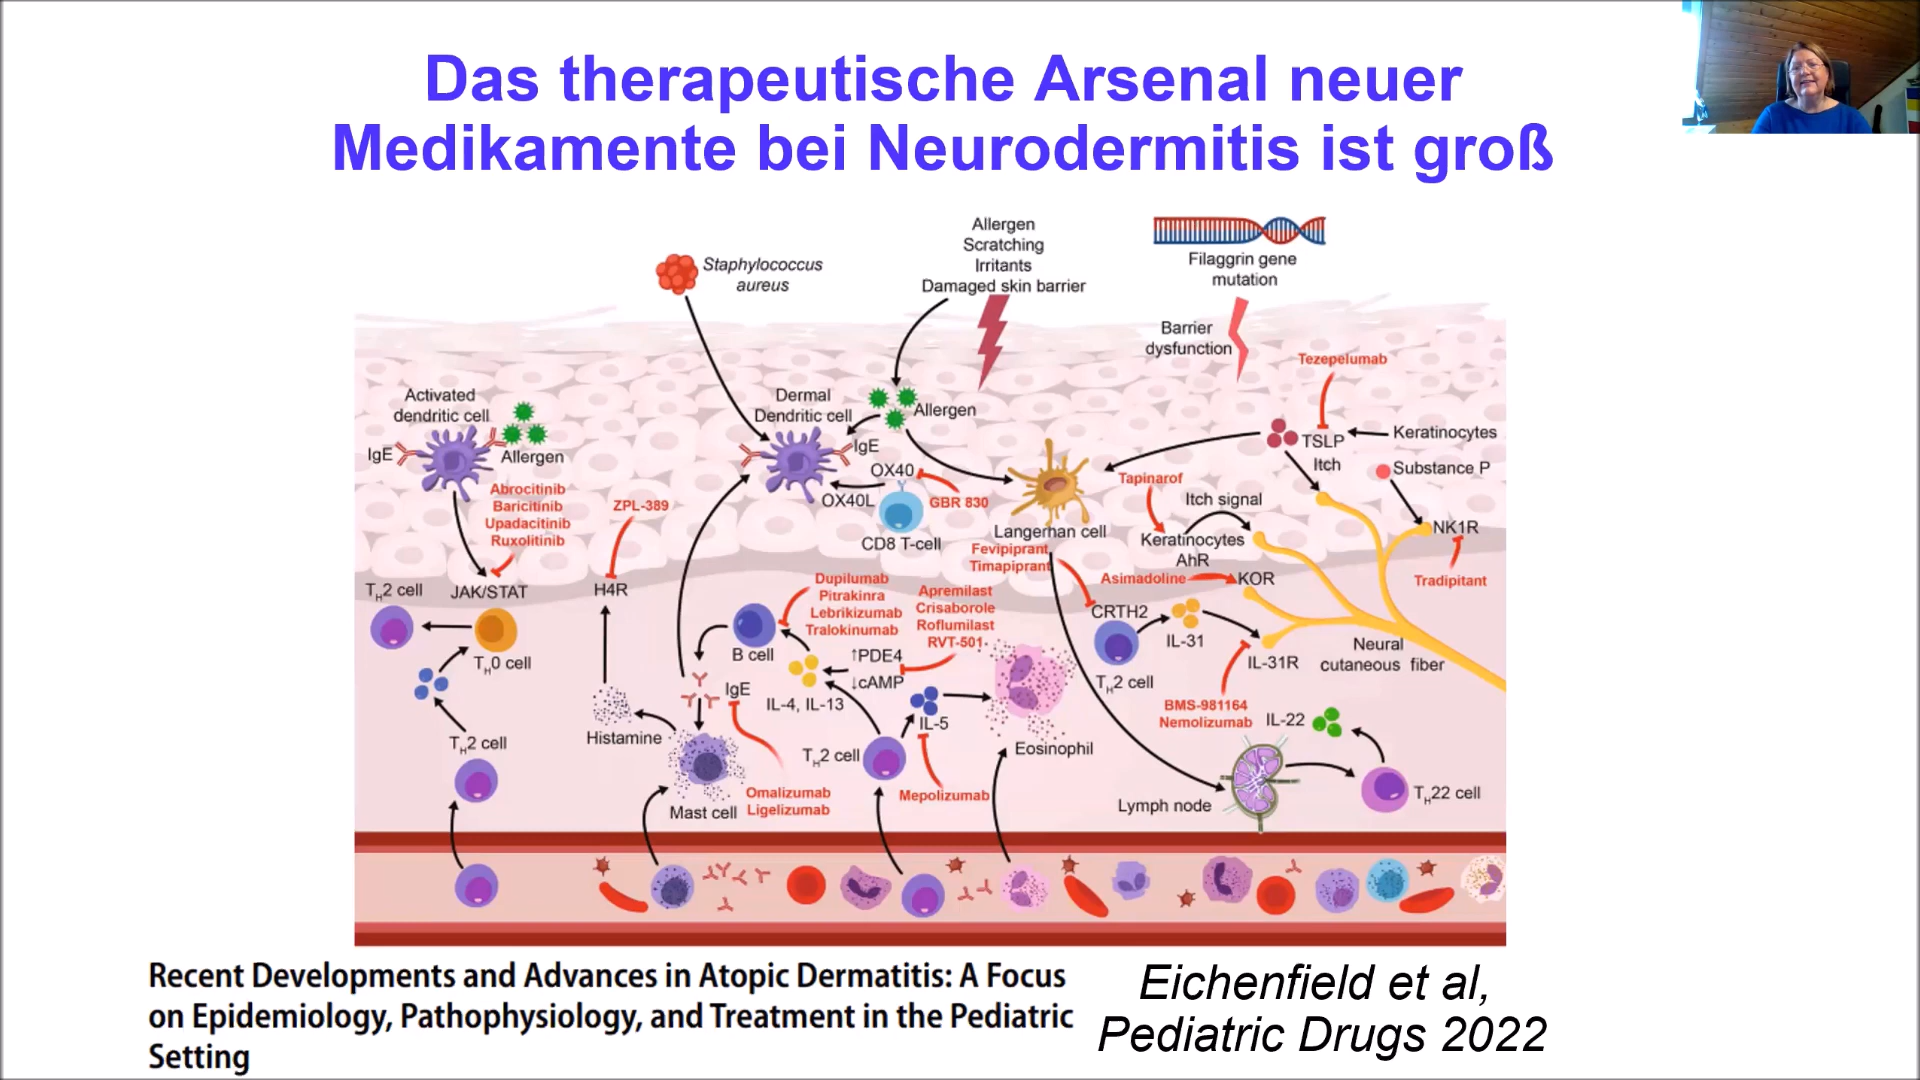 Das therapeutische Arsenal neuer
Medikamente bei Neurodermitis ist groß
Allergen
Scratching
Irritants
Damaged skin barrier
Filaggrin gene
mutation
Staphylococcus
aureus
Barrier
dysfunction
Tezepelumab
Activated
dendritic cell
IgE
Allergen
Dermal
Dendritic cell
IgE
Allergen
OX40
OX40L
GBR 830
CD8 T-cell
Langerhan cell
TSLP
Keratinocytes
Itch
Substance P
NK1R
Tradipitant
Tapinarof
Itch signal
Keratinocytes
AhR
Asimadoline
KOR
Abrocitinib
Baricitinib
Upadacitinib
Ruxolitinib
ZPL-389
Fevipiprant
Timapiprant
TH2 cell
JAK/STAT
H4R
TH0 cell
Dupilumab
Pitrakinra
Lebrikizumab
Tralokinumab
Apremilast
Crisaborole
Roflumilast
RVT-501
CRTH2
IL-31
IL-31R
TH2 cell
Neural
cutaneous fiber
B cell
↑PDE4
↓cAMP
IgE
IL-4, IL-13
IL-5
BMS-981164
Nemolizumab
IL-22
TH2 cell
Histamine
TH2 cell
Eosinophil
Mast cell
Omalizumab
Ligelizumab
Mepolizumab
Lymph node
TH22 cell
Recent Developments and Advances in Atopic Dermatitis: A Focus
on Epidemiology, Pathophysiology, and Treatment in the Pediatric
Setting
Eichenfield et al,
Pediatric Drugs 2022